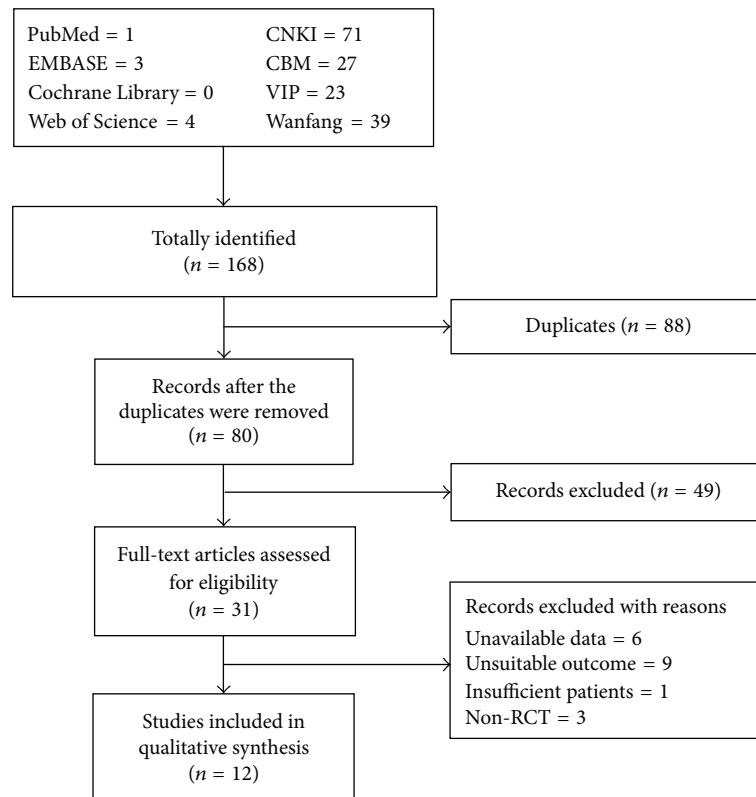 PubMed = 1
EMBASE = 3
Cochrane Library = 0
Web of Science = 4
CNKI = 71
CBM = 27
VIP = 23
Wanfang = 39
Totally identified
(n = 168)
Duplicates (n = 88)
Records after the
duplicates were removed
(n = 80)
Records excluded (n = 49)
Full-text articles assessed
for eligibility
(n = 31)
Records excluded with reasons
Unavailable data = 6
Unsuitable outcome = 9
Insufficient patients = 1
Non-RCT = 3
Studies included in
qualitative synthesis
(n = 12)